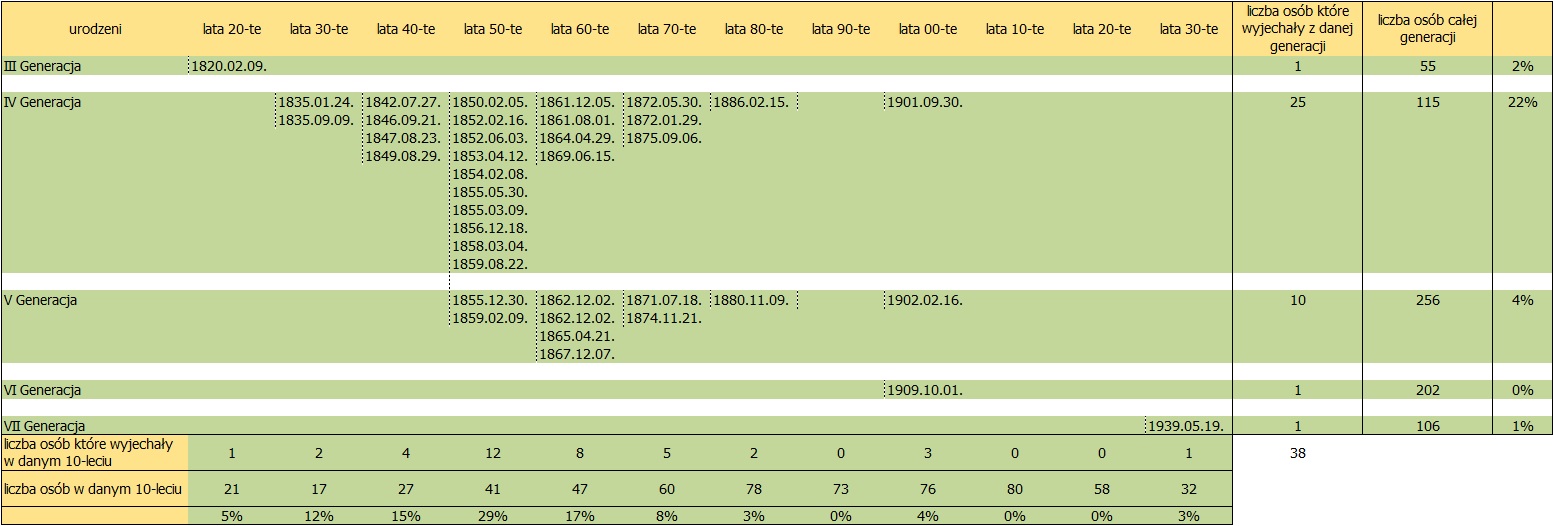 urodzeni lata 20-te lata 30-te lata 40-te lata 50-te lata 60-te lata 70-te lata 80-te lata 90-te lata 00-te lata 10-te lata 20-te lata 30-te liczba osób które wyjechały z danej generacji liczba osób całej generacji
III Generacja 1820.02.09. 1 55 2%
IV Generacja 1835.01.24. 1842.07.27. 1850.02.05. 1861.12.05. 1872.05.30. 1886.02.15. 1901.09.30. 25 115 22%
1835.09.09. 1846.09.21. 1852.02.16. 1861.08.01. 1872.01.29.
1847.08.23. 1852.06.03. 1864.04.29. 1875.09.06.
1849.08.29. 1853.04.12. 1869.06.15.
1854.02.08.
1855.05.30.
1855.03.09.
1856.12.18.
1858.03.04.
1859.08.22.
V Generacja 1855.12.30. 1862.12.02. 1871.07.18. 1880.11.09. 1902.02.16. 10 256 4%
1859.02.09. 1862.12.02. 1874.11.21.
1865.04.21.
1867.12.07.
VI Generacja 1909.10.01. 1 202 0%
VII Generacja 1939.05.19. 1 106 1%
liczba osób które wyjechały
w danym 10-leciu 1 2 4 12 8 5 2 0 3 0 0 1 38
liczba osób w danym 10-leciu 21 17 27 41 47 60 78 73 76 80 58 32
5% 12% 15% 29% 17% 8% 3% 0% 4% 0% 0% 3%